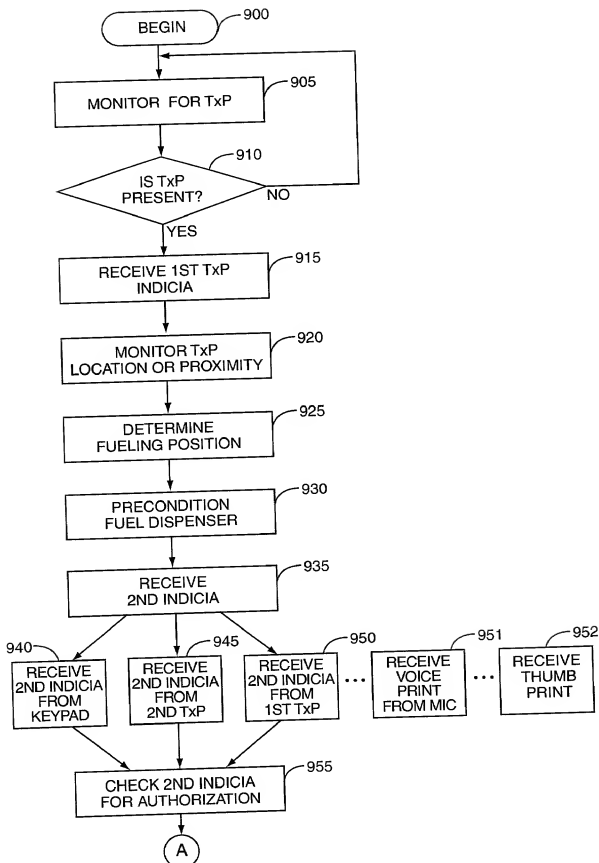 BEGIN
900
MONITOR FOR TxP
905
910
IS TxP
PRESENT?
NO
YES
RECEIVE 1ST TxP
INDICIA
915
MONITOR TxP
LOCATION OR PROXIMITY
920
DETERMINE
FUELING POSITION
925
PRECONDITION
FUEL DISPENSER
930
RECEIVE
2ND INDICIA
935
940
RECEIVE
2ND INDICIA
FROM
KEYPAD
945
RECEIVE
2ND INDICIA
FROM
2ND TxP
950
RECEIVE
2ND INDICIA
FROM
1ST TxP
...
951
RECEIVE
VOICE
PRINT
FROM MIC
...
952
RECEIVE
THUMB
PRINT
CHECK 2ND INDICIA
FOR AUTHORIZATION
955
A